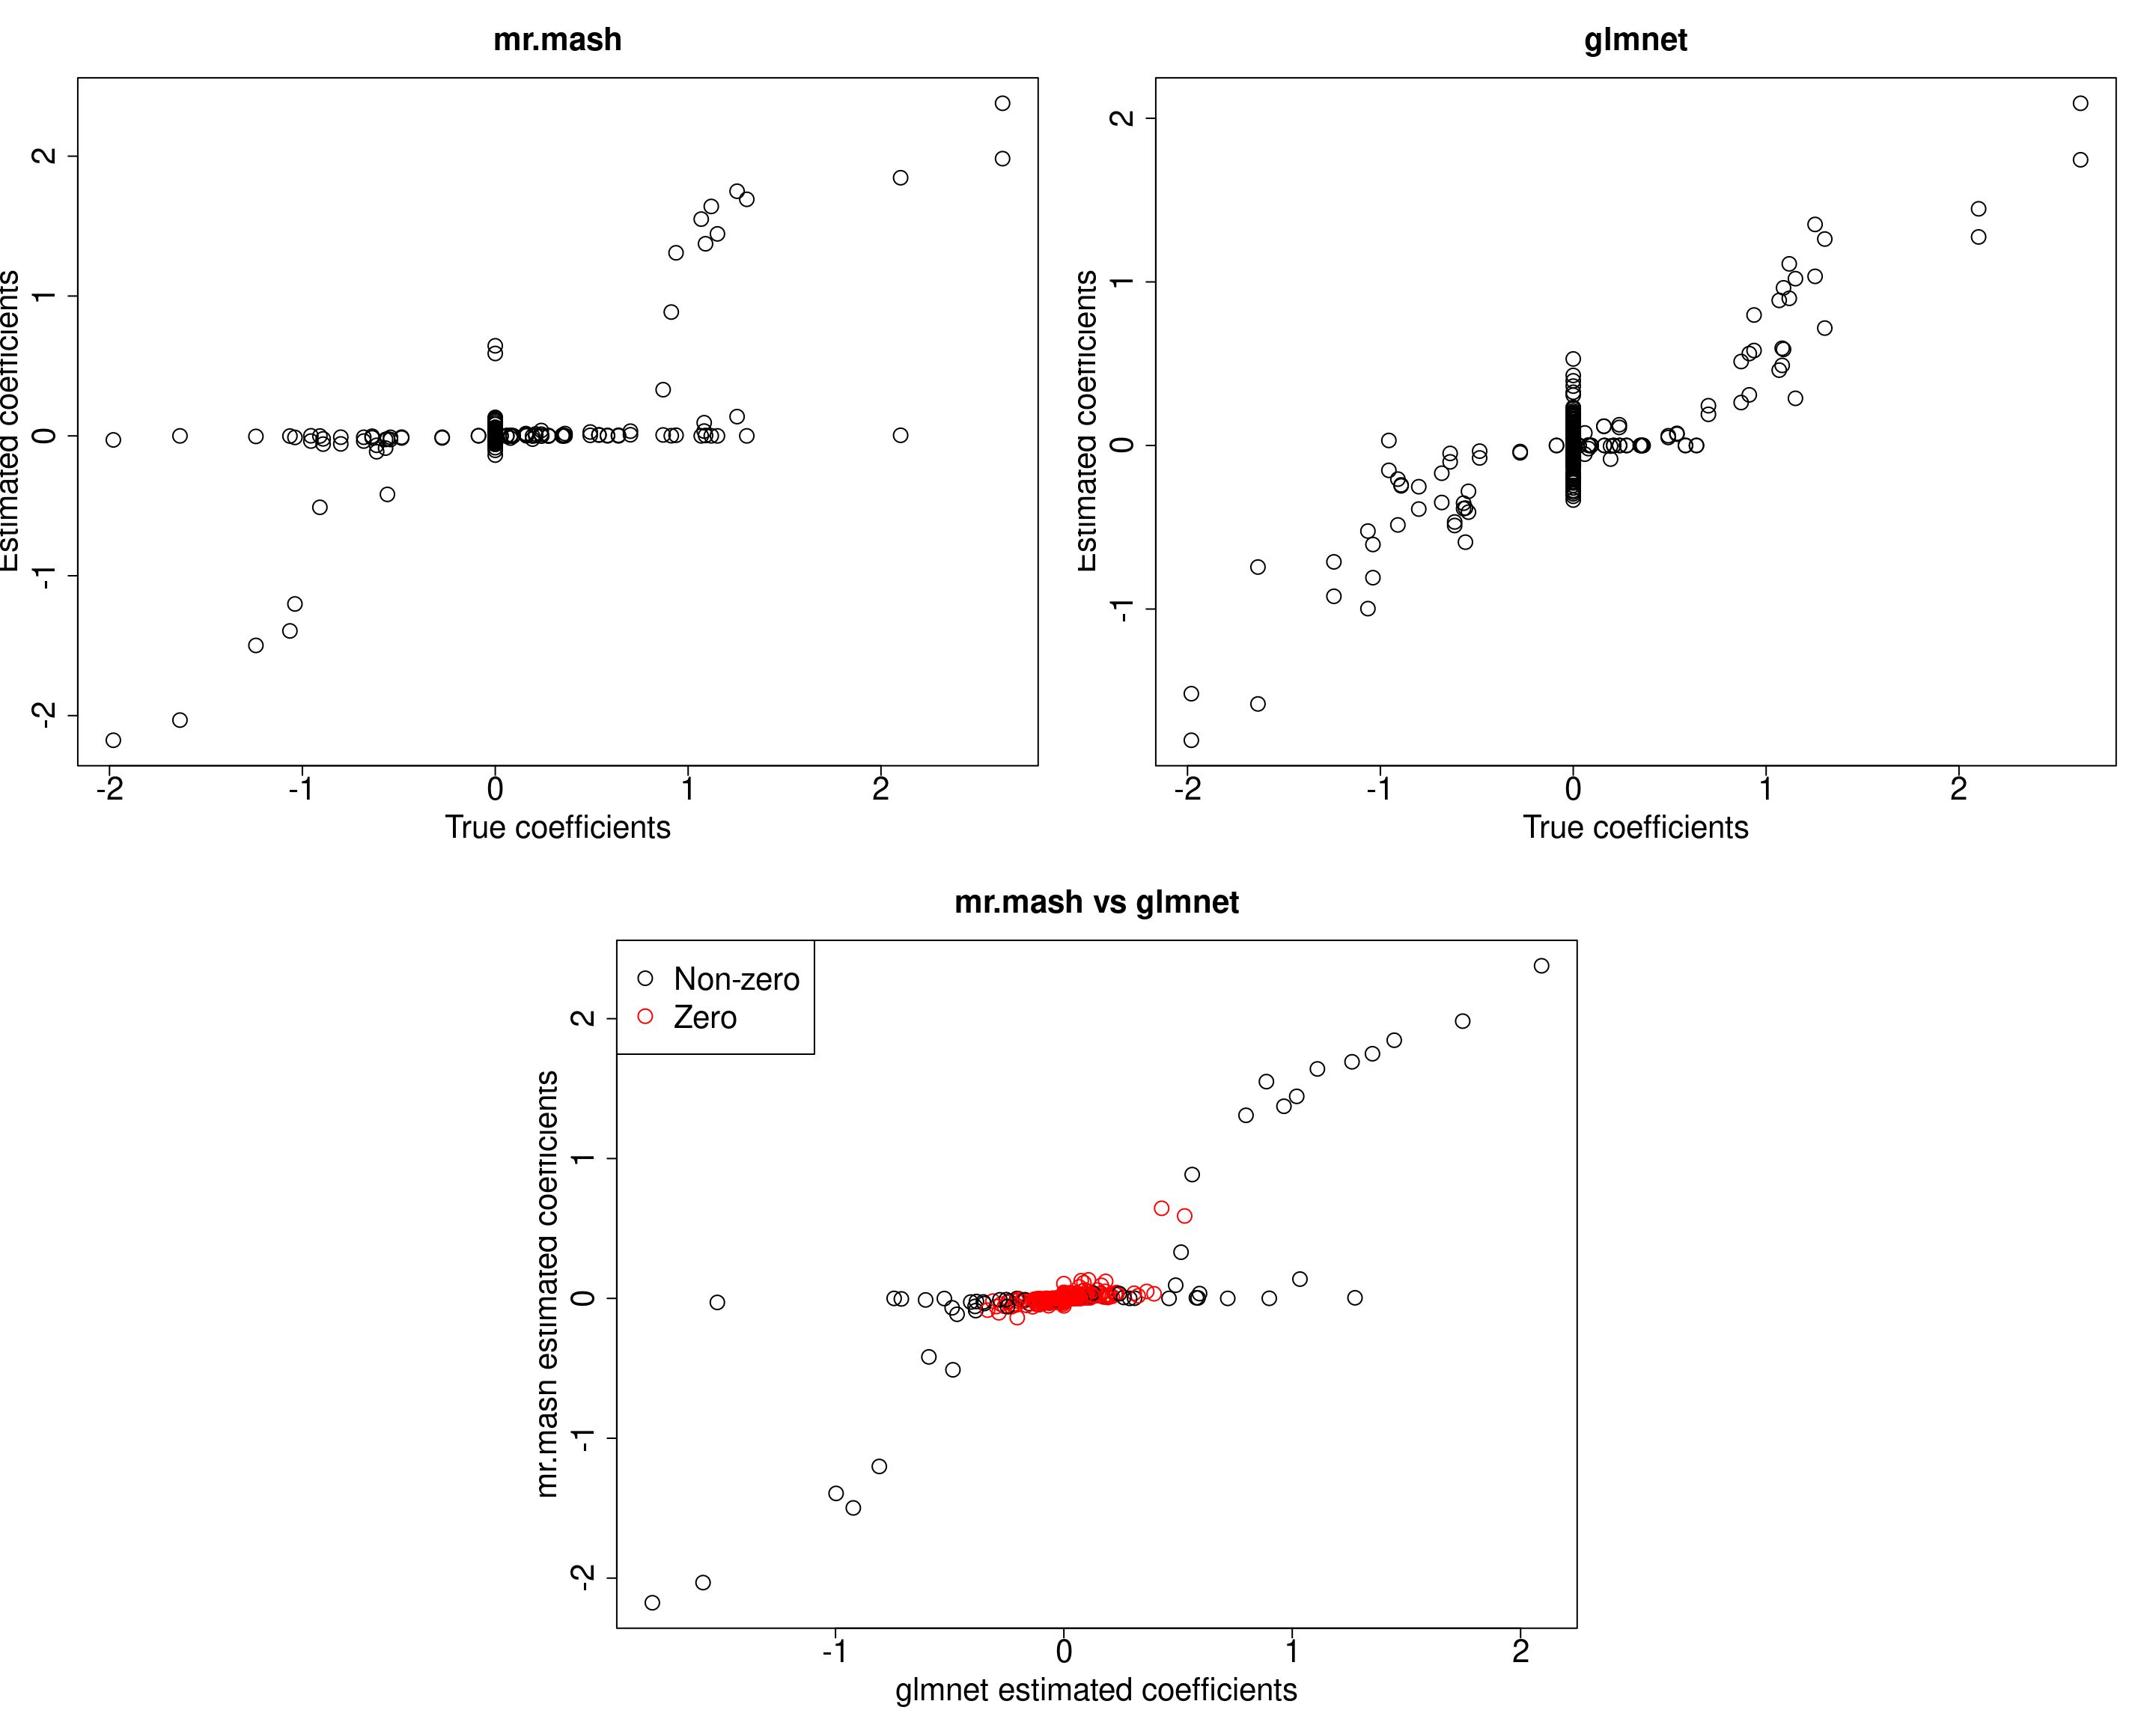 mr.mash
Estimated coefficients
2
1
0
-1
-2
-2
-1
0
1
2
True coefficients
glmnet
Estimated coefficients
2
1
0
-1
-2
-1
0
1
2
True coefficients
mr.mash vs glmnet
Non-zero
Zero
mr.mash estimated coefficients
2
1
0
-1
-2
-1
0
1
2
glmnet estimated coefficients